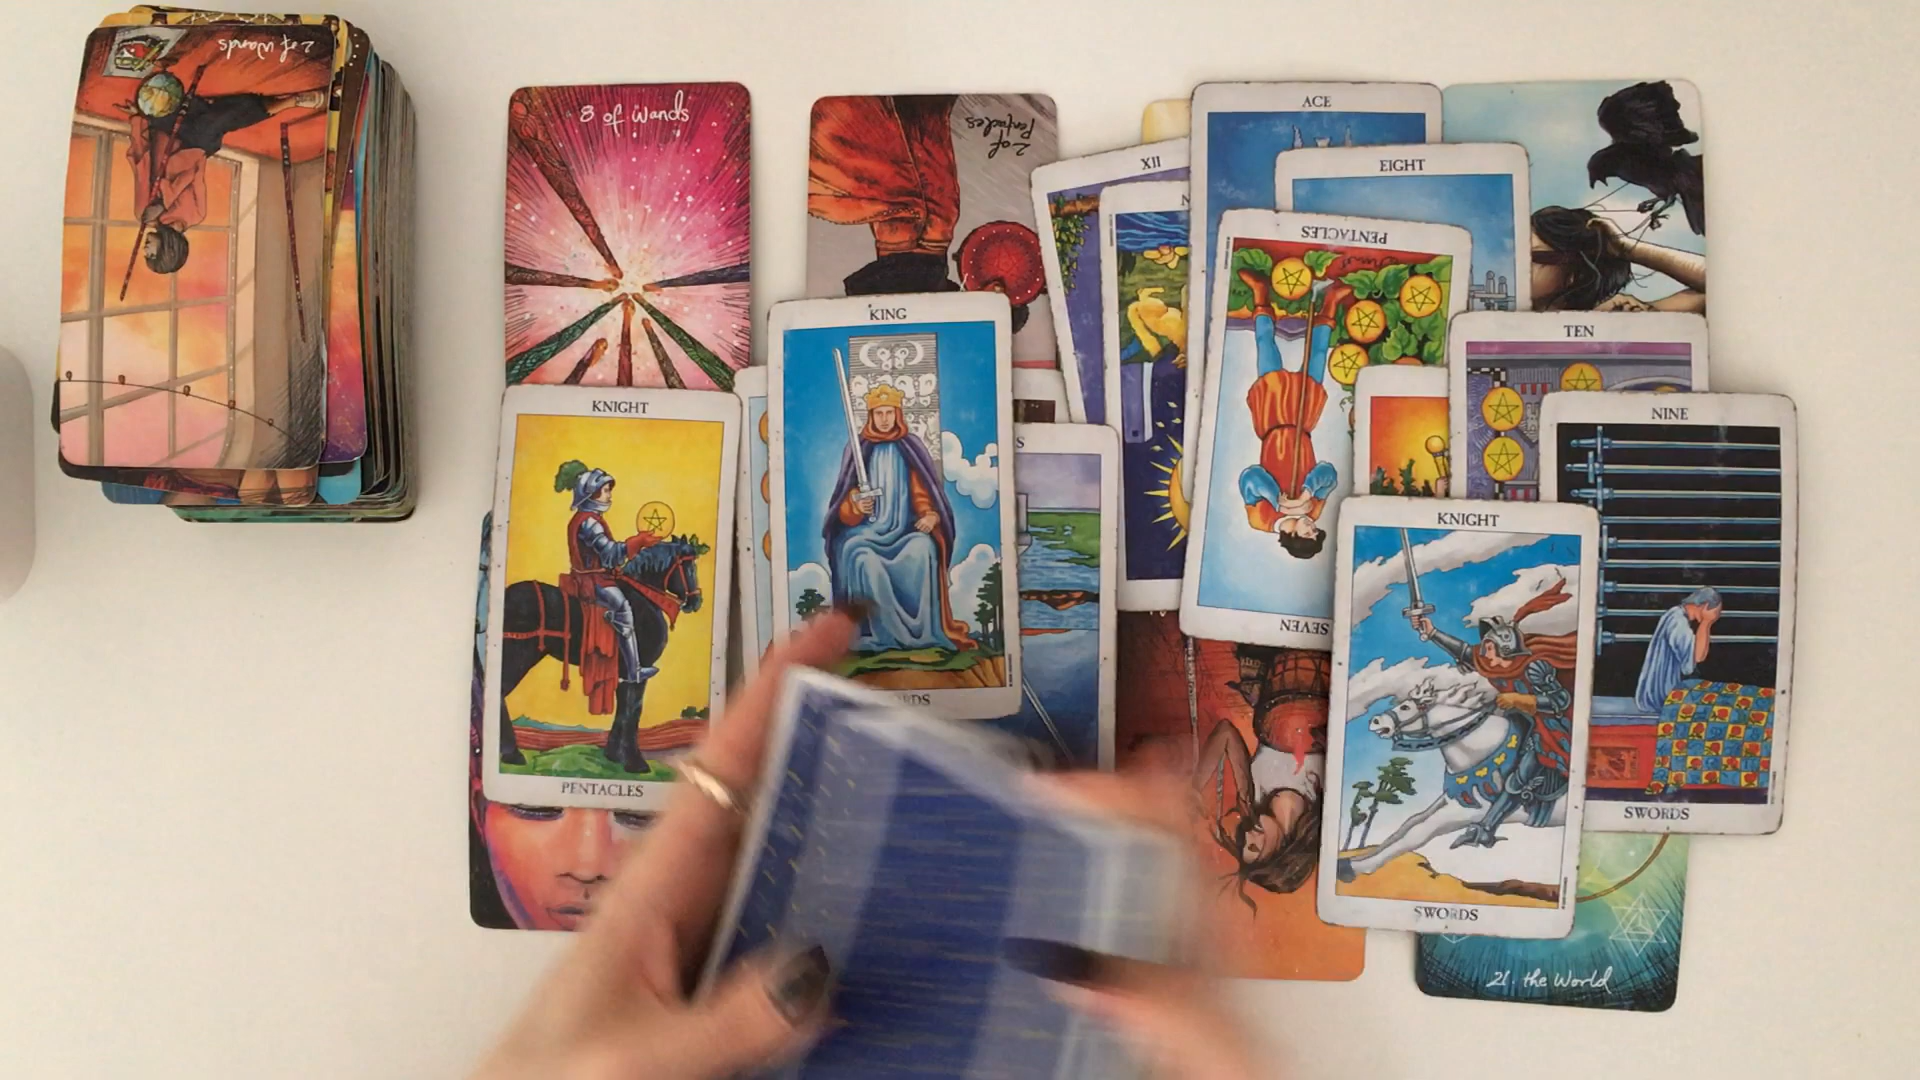 2 of Wands
8 of Wands
2 of
Pentacles
ACE
XII
EIGHT
PENTACLES
KING
TEN
KNIGHT
NINE
KNIGHT
SEVEN
PENTACLES
SWORDS
SWORDS
21. the World